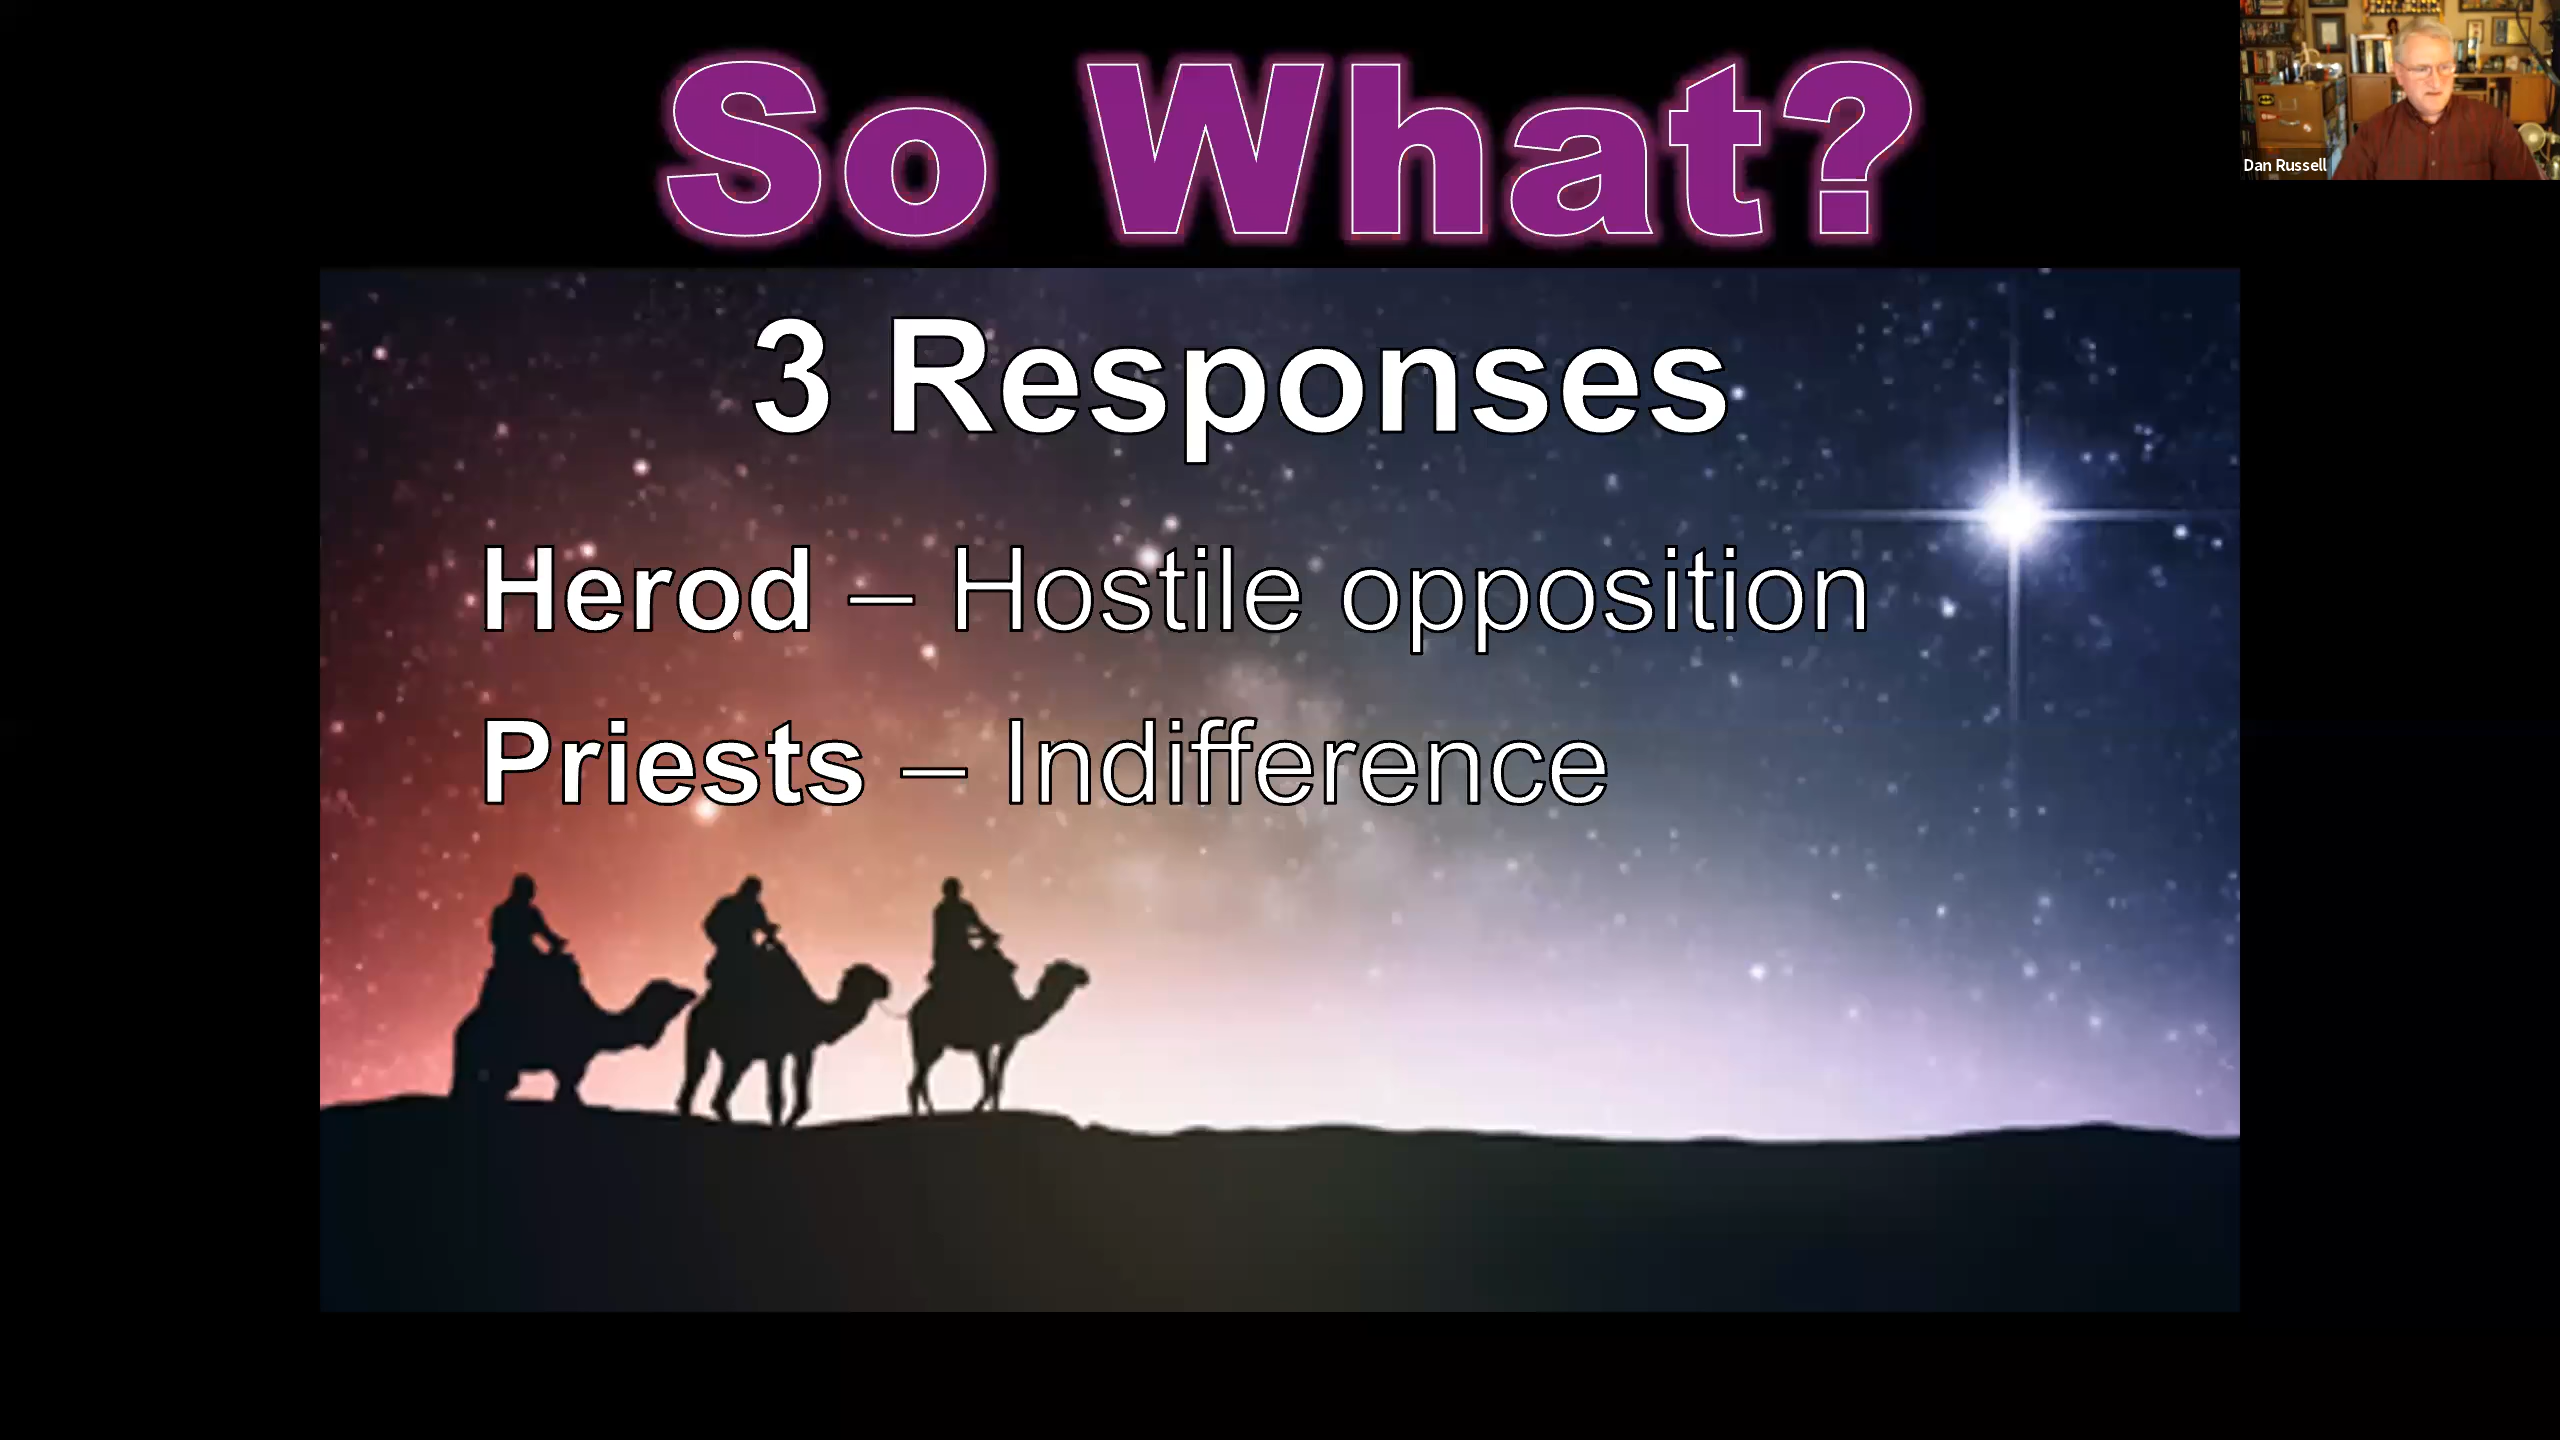 So What?
Dan Russell
3 Responses
Herod – Hostile opposition
Priests – Indifference